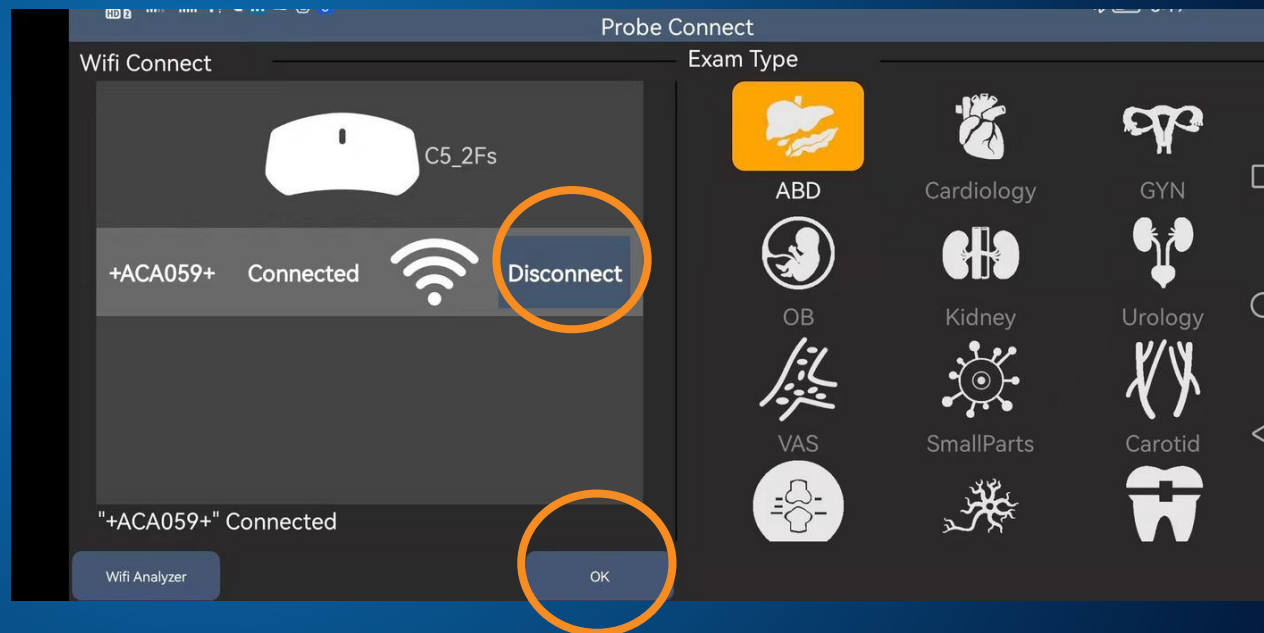 Probe Connect
Wifi Connect
Exam Type
C5_2Fs
ABD
Cardiology
GYN
+ACA059+ Connected Disconnect
OB
Kidney
Urology
VAS
SmallParts
Carotid
"+ACA059+" Connected
Wifi Analyzer
OK